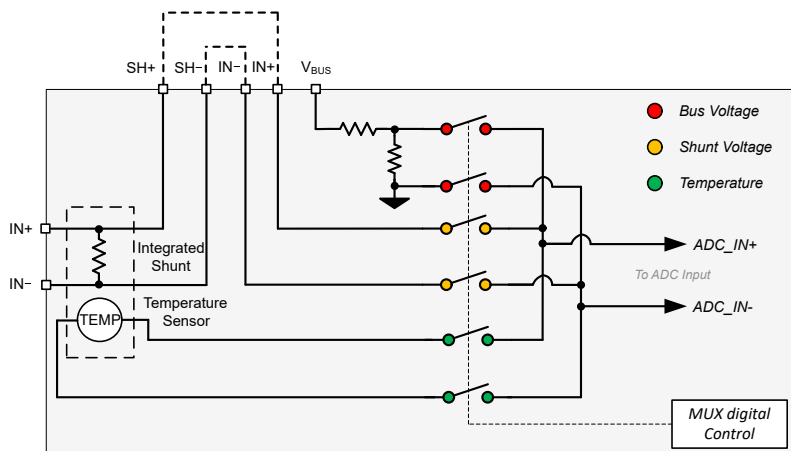 SH+ SH− IN− IN+ VBUS
Bus Voltage
Shunt Voltage
Temperature
IN+
Integrated
Shunt
IN−
ADC_IN+
To ADC Input
ADC_IN-
Temperature
Sensor
TEMP
MUX digital
Control